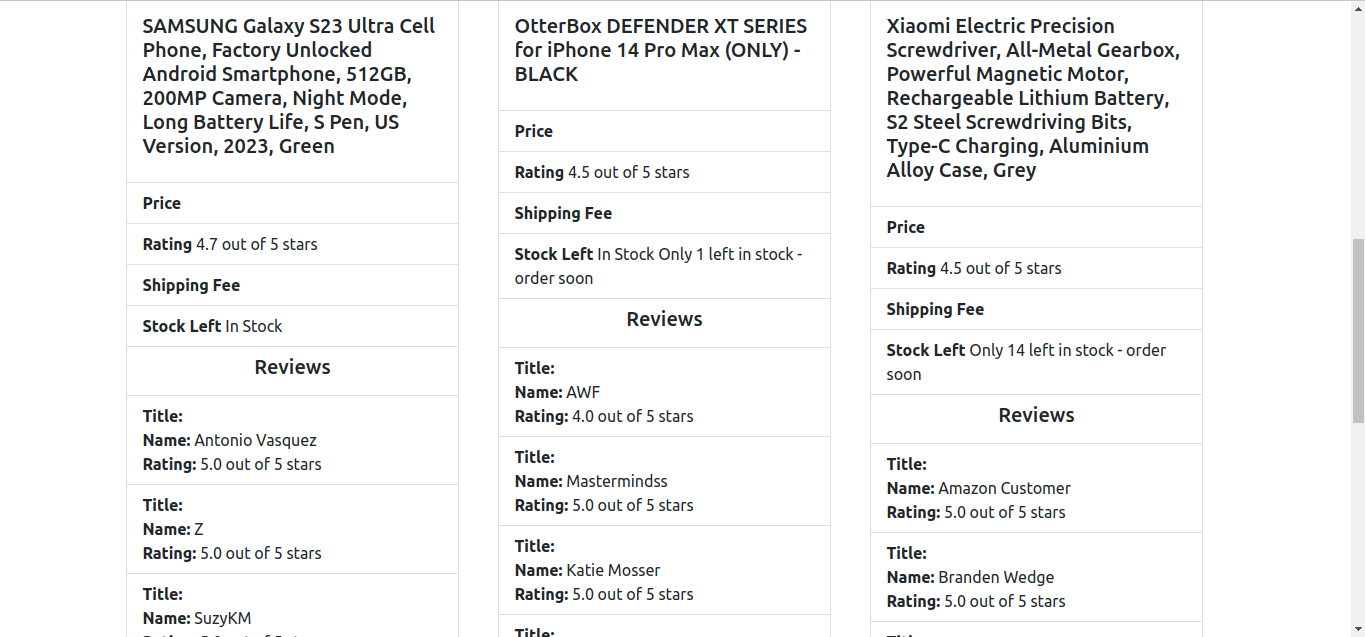 SAMSUNG Galaxy S23 Ultra Cell
Phone, Factory Unlocked
Android Smartphone, 512GB,
200MP Camera, Night Mode,
Long Battery Life, S Pen, US
Version, 2023, Green
Price
Rating 4.7 out of 5 stars
Shipping Fee
Stock Left In Stock
Reviews
Title:
Name: Antonio Vasquez
Rating: 5.0 out of 5 stars
Title:
Name: Z
Rating: 5.0 out of 5 stars
Title:
Name: SuzyKM
OtterBox DEFENDER XT SERIES
for iPhone 14 Pro Max (ONLY) -
BLACK
Price
Rating 4.5 out of 5 stars
Shipping Fee
Stock Left In Stock Only 1 left in stock -
order soon
Reviews
Title:
Name: AWF
Rating: 4.0 out of 5 stars
Title:
Name: Mastermindss
Rating: 5.0 out of 5 stars
Title:
Name: Katie Mosser
Rating: 5.0 out of 5 stars
Title:
Xiaomi Electric Precision
Screwdriver, All-Metal Gearbox,
Powerful Magnetic Motor,
Rechargeable Lithium Battery,
S2 Steel Screwdriving Bits,
Type-C Charging, Aluminium
Alloy Case, Grey
Price
Rating 4.5 out of 5 stars
Shipping Fee
Stock Left Only 14 left in stock - order
soon
Reviews
Title:
Name: Amazon Customer
Rating: 5.0 out of 5 stars
Title:
Name: Branden Wedge
Rating: 5.0 out of 5 stars